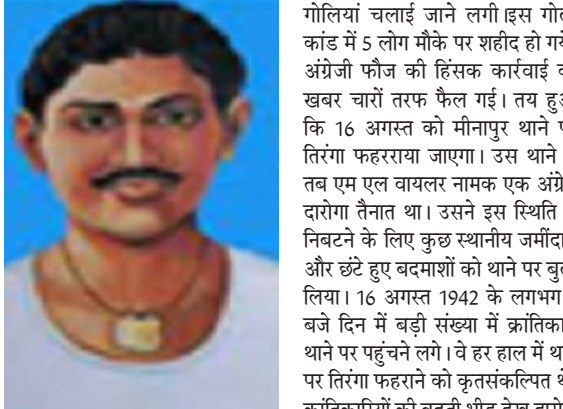 गोलियां चलाई जाने लगी।इस
कांड में 5 लोग मौके पर शहीद हो
अंग्रेजी फौज की हिंसक कार्रवाई
खबर चारों तरफ फैल गई। तय
कि 16 अगस्त को मीनापुर थाने
तिरंगा फहरराया जाएगा। उस थाने
तब एम एल वायलर नामक एक
दारोगा तैनात था। उसने इस स्थिति
निबटने के लिए कुछ स्थानीय
और छंटे हुए बदमाशों को थाने पर
लिया। 16 अगस्त 1942 के लगभग
बजे दिन में बड़ी संख्या में
थाने पर पहुंचने लगे। वे हर हाल में
पर तिरंगा फहराने को कृतसंकल्पित